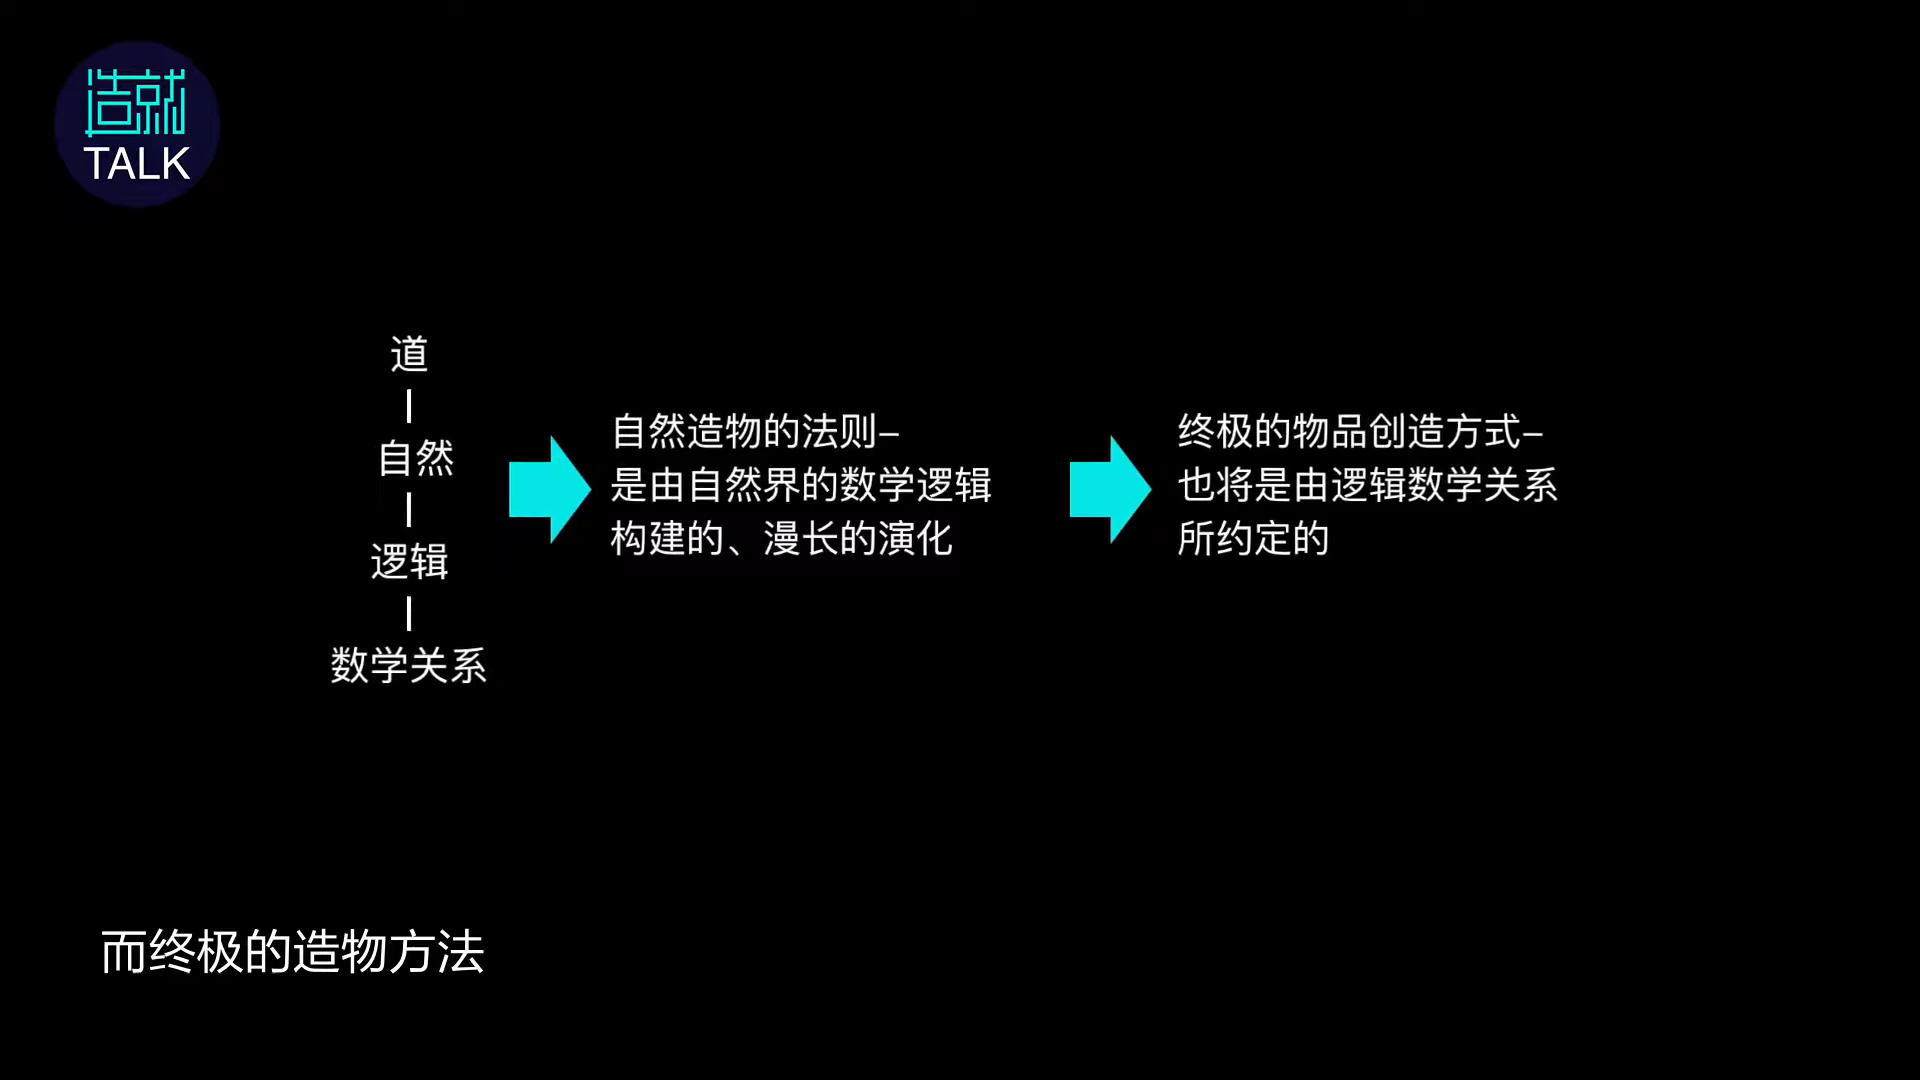 造就
TALK
道
自然
逻辑
数学关系
自然造物的法则–
是由自然界的数学逻辑
构建的、漫长的演化
终极的物品创造方式–
也将是由逻辑数学关系
所约定的
而终极的造物方法